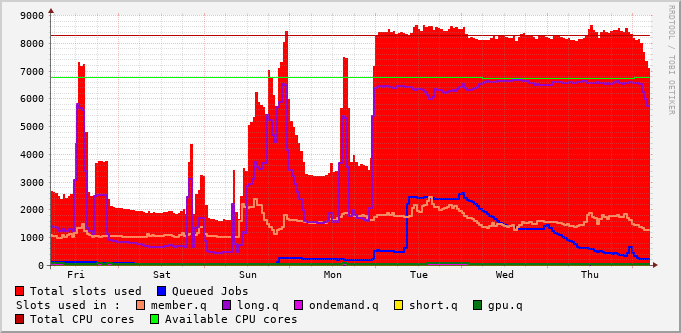 9000
8000
7000
6000
5000
4000
3000
2000
1000
0
Fri Sat Sun Mon Tue Wed Thu
RRDTOOL / TOBI OETIKER
Total slots used Queued Jobs
Slots used in : member.q long.q ondemand.q short.q gpu.q
Total CPU cores Available CPU cores